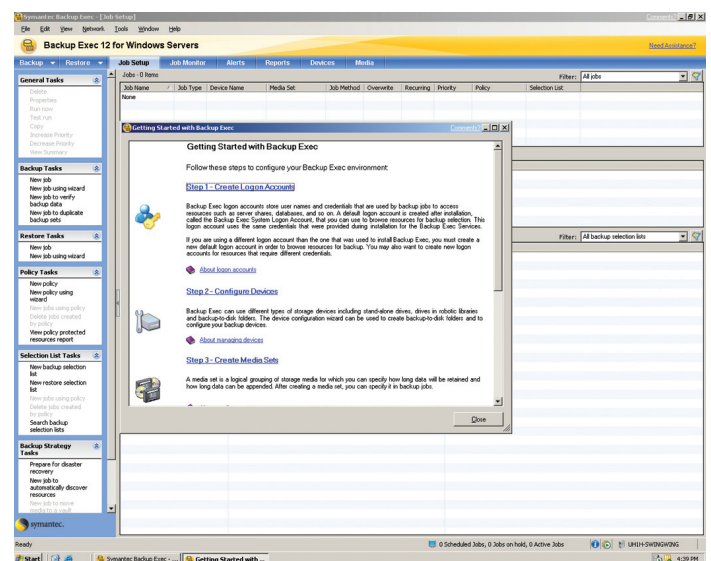 Symantec Backup Exec - [Job Setup]
Comments?
File Edit View Network Tools Window Help
Backup Exec 12 for Windows Servers
Need Assistance?
Backup Restore Job Setup Job Monitor Alerts Reports Devices Media
General Tasks
Delete
Properties
Run now
Test run
Copy
Increase Priority
Decrease Priority
View Summary
Backup Tasks
New job
New job using wizard
New job to verify
backup data
New job to duplicate
backup sets
Restore Tasks
New job
New job using wizard
Policy Tasks
New policy
New policy using
wizard
New jobs using policy
Delete jobs created
by policy
View policy protected
resources report
Selection List Tasks
New backup selection
list
New restore selection
list
New jobs using policy
Delete jobs created
by policy
Search backup
selection lists
Backup Strategy
Tasks
Prepare for disaster
recovery
New job to
automatically discover
resources
New job to move
media to a vault
symantec.
Jobs - 0 Items
Filter: All jobs
Job Name / Job Type Device Name Media Set Job Method Overwrite Recurring Priority Policy Selection List
None
Filter: All backup selection lists
Getting Started with Backup Exec
Comments?
Getting Started with Backup Exec
Follow these steps to configure your Backup Exec environment:
Step 1 - Create Logon Accounts
Backup Exec logon accounts store user names and credentials that are used by backup jobs to access
resources such as server shares, databases, and so on. A default logon account is created after installation,
called the Backup Exec System Logon Account, that you can use to browse resources for backup selection. This
logon account uses the same credentials that were provided during installation for the Backup Exec Services.
If you are using a different logon account than the one that was used to install Backup Exec, you must create a
new default logon account in order to browse resources for backup. You may also want to create new logon
accounts for resources that require different credentials.
About logon accounts
Step 2 - Configure Devices
Backup Exec can use different types of storage devices including stand-alone drives, drives in robotic libraries
and backup-to-disk folders. The device configuration wizard can be used to create backup-to-disk folders and to
configure your backup devices.
About managing devices
Step 3 - Create Media Sets
A media set is a logical grouping of storage media for which you can specify how long data will be retained and
how long data can be appended. After creating a media set, you can specify it in backup jobs.
Close
Ready
0 Scheduled Jobs, 0 Jobs on hold, 0 Active Jobs
UH1H-SWINGWING
Start
Symantec Backup Exec - ...
Getting Started with ...
4:39 PM